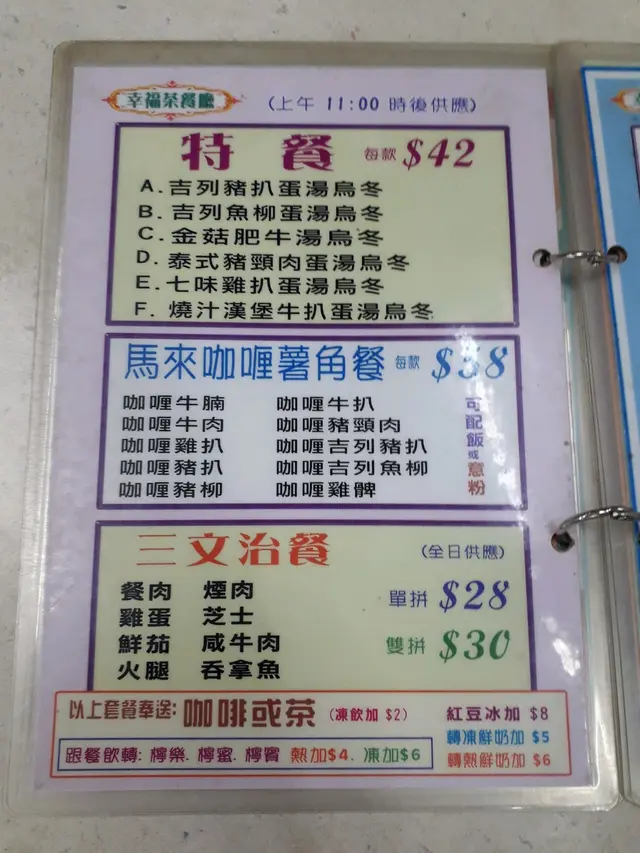 幸福茶餐廳 (上午 11:00 時後供應)
特餐 每款 $42
A. 吉列豬扒蛋湯烏冬
B. 吉列魚柳蛋湯烏冬
C. 金菇肥牛湯烏冬
D. 泰式豬頸肉蛋湯烏冬
E. 七味雞扒蛋湯烏冬
F. 燒汁漢堡牛扒蛋湯烏冬
馬來咖喱薯角餐 每款 $38
咖喱牛腩 咖喱牛扒
咖喱牛肉 咖喱豬頸肉
咖喱雞扒 咖喱吉列豬扒
咖喱豬扒 咖喱吉列魚柳
咖喱豬柳 咖喱雞髀
可配飯或意粉
三文治餐 (全日供應)
餐肉 煙肉
雞蛋 芝士
鮮茄 咸牛肉
火腿 吞拿魚
單拼 $28
雙拼 $30
以上套餐奉送: 咖啡或茶 (凍飲加 $2)
跟餐飲轉: 檸樂. 檸蜜. 檸賓 熱加$4. 凍加$6
紅豆冰加 $8
轉凍鮮奶加 $5
轉熱鮮奶加 $6